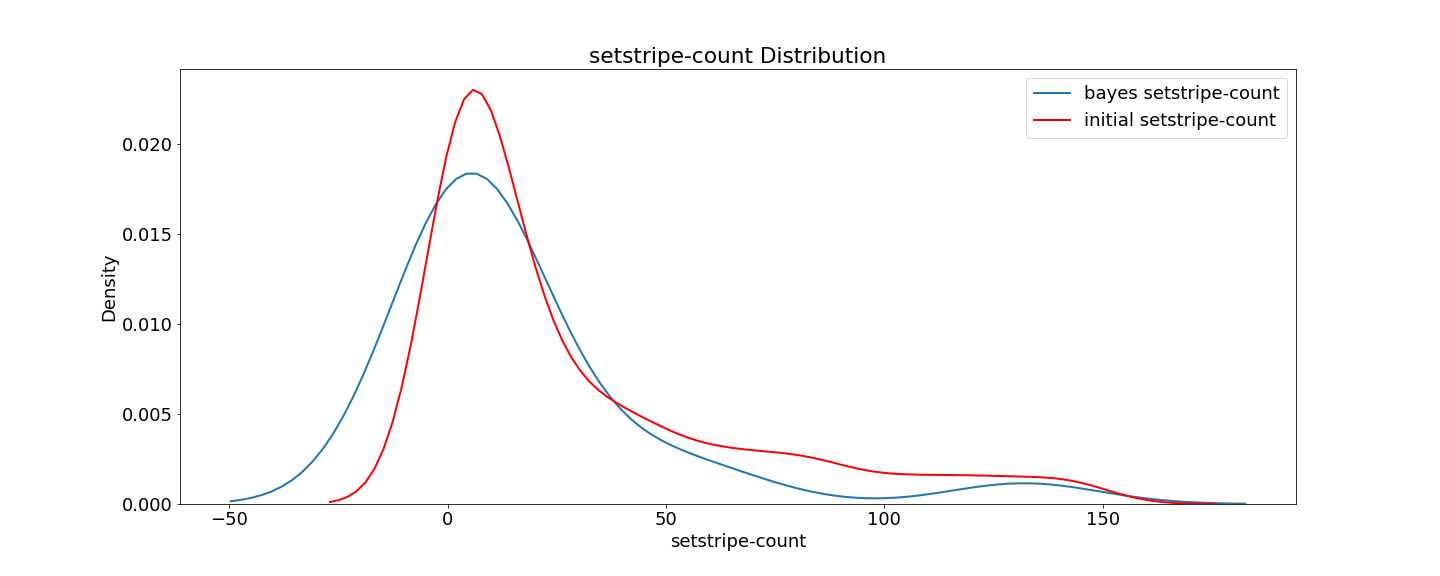 setstripe-count Distribution
bayes setstripe-count
initial setstripe-count
0.020
0.015
0.010
0.005
0.000
Density
−50
0
50
100
150
setstripe-count